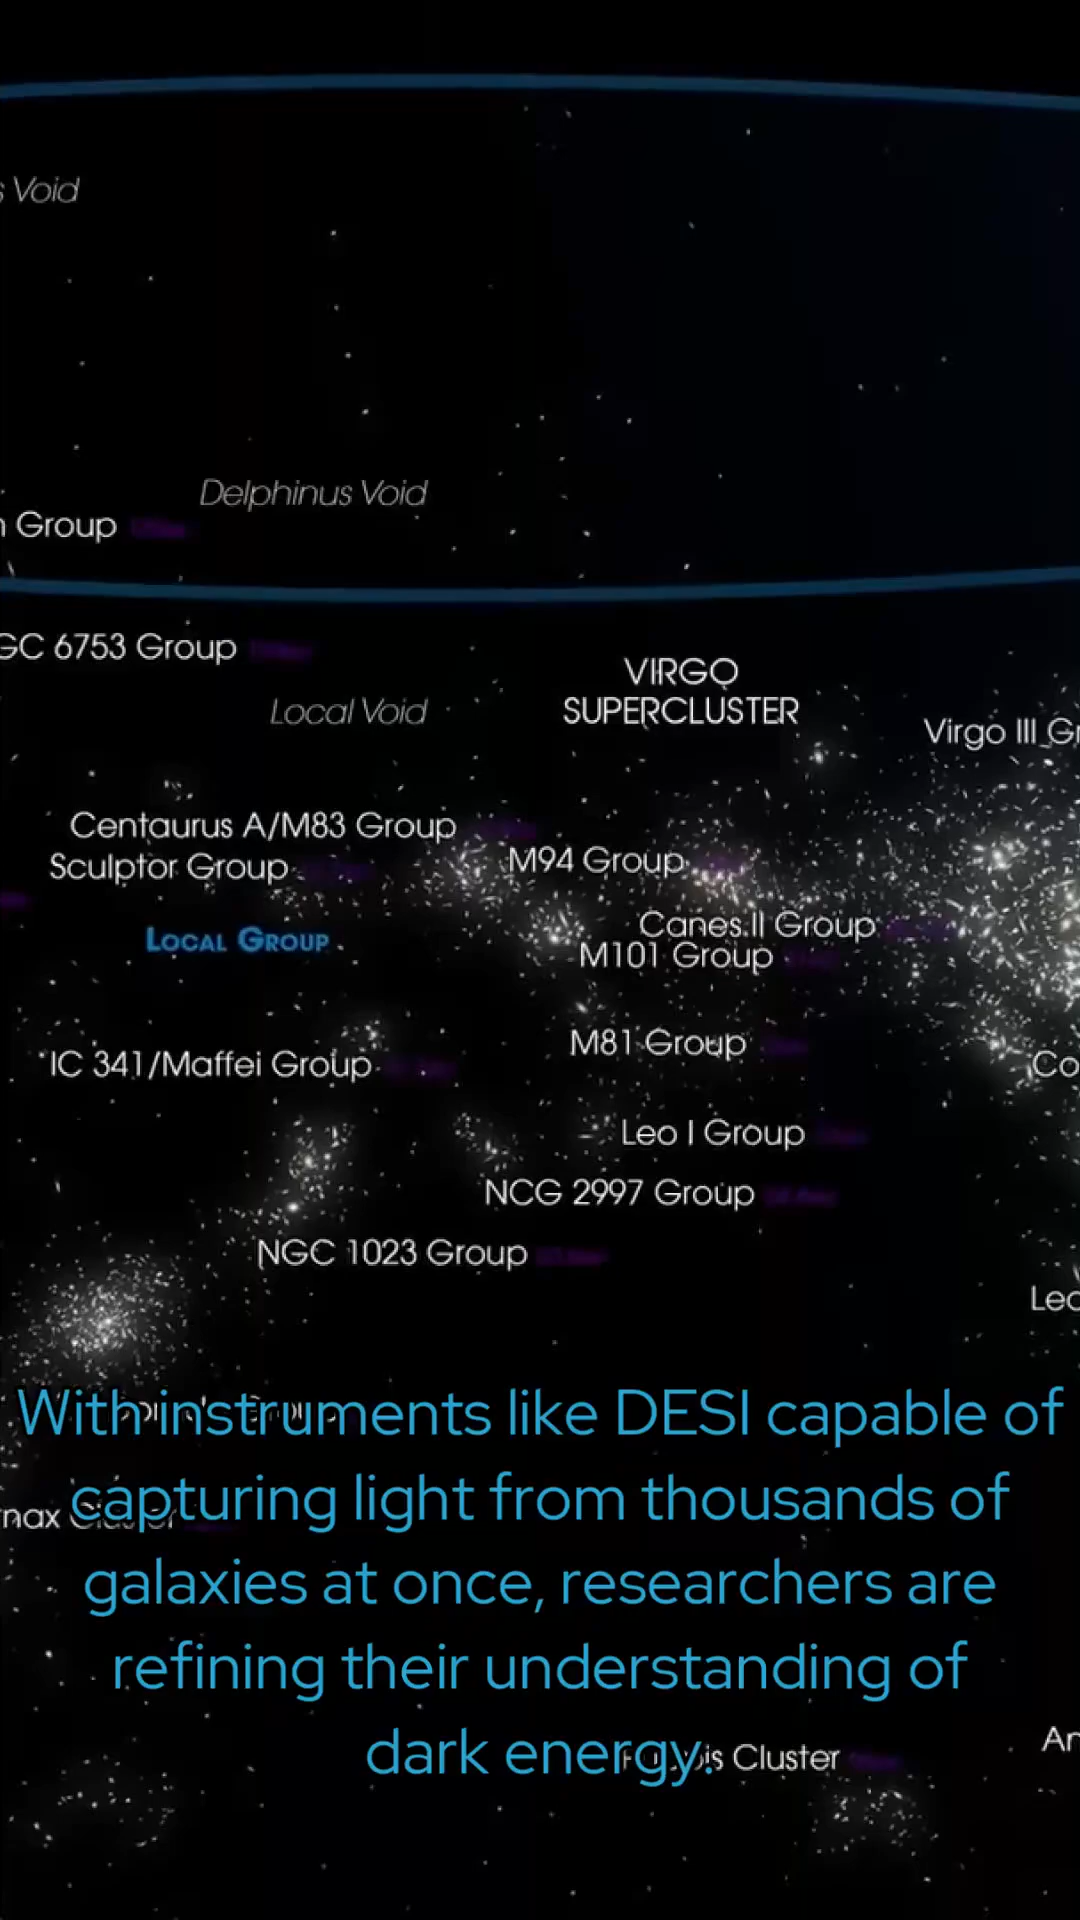 Void
Delphinus Void
Group
GC 6753 Group
Local Void
VIRGO
SUPERCLUSTER
Virgo III
Centaurus A/M83 Group
Sculptor Group
M94 Group
Canes II Group
LOCAL GROUP
M101 Group
M81 Group
IC 341/Maffei Group
Co
Leo I Group
NCG 2997 Group
NGC 1023 Group
Leo
With instruments like DESI capable of
capturing light from thousands of
galaxies at once, researchers are
refining their understanding of
dark energy.
Cluster